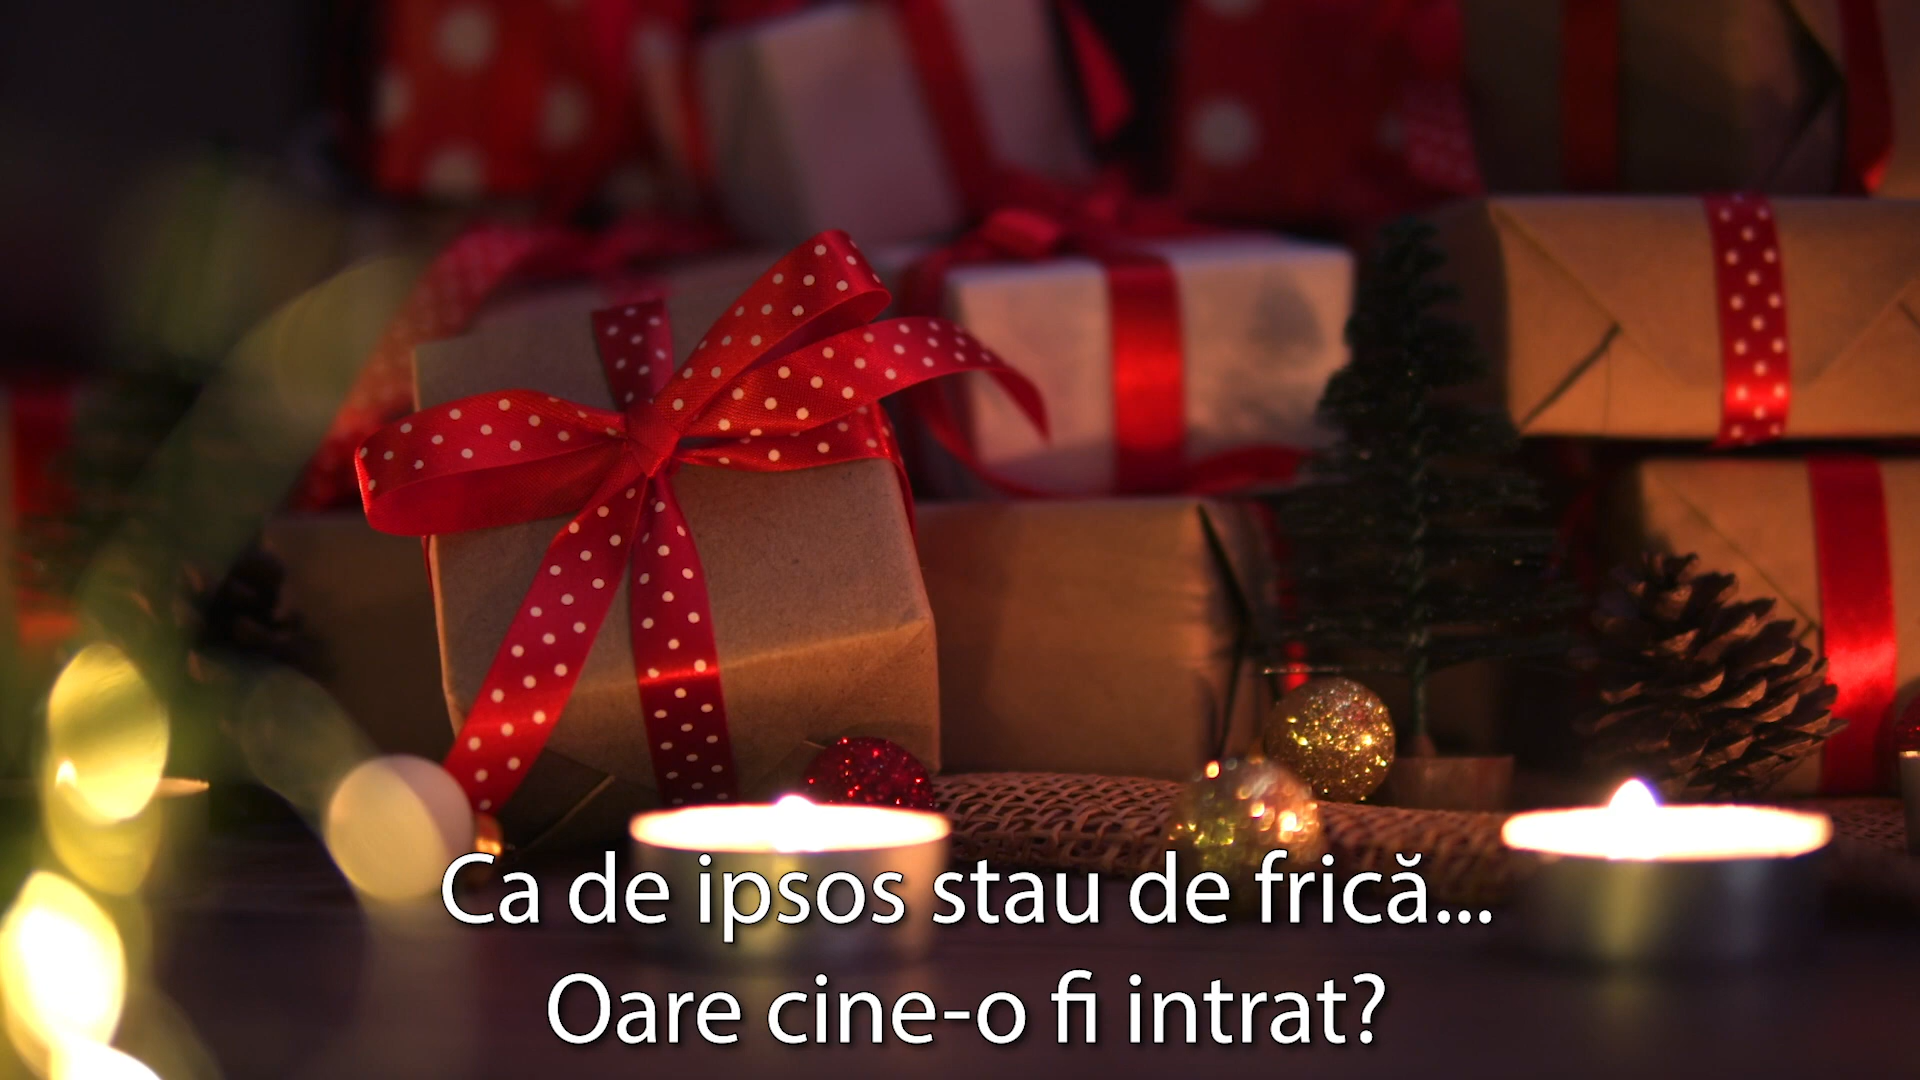 Ca de ipsos stau de frică...
Oare cine-o fi intrat?